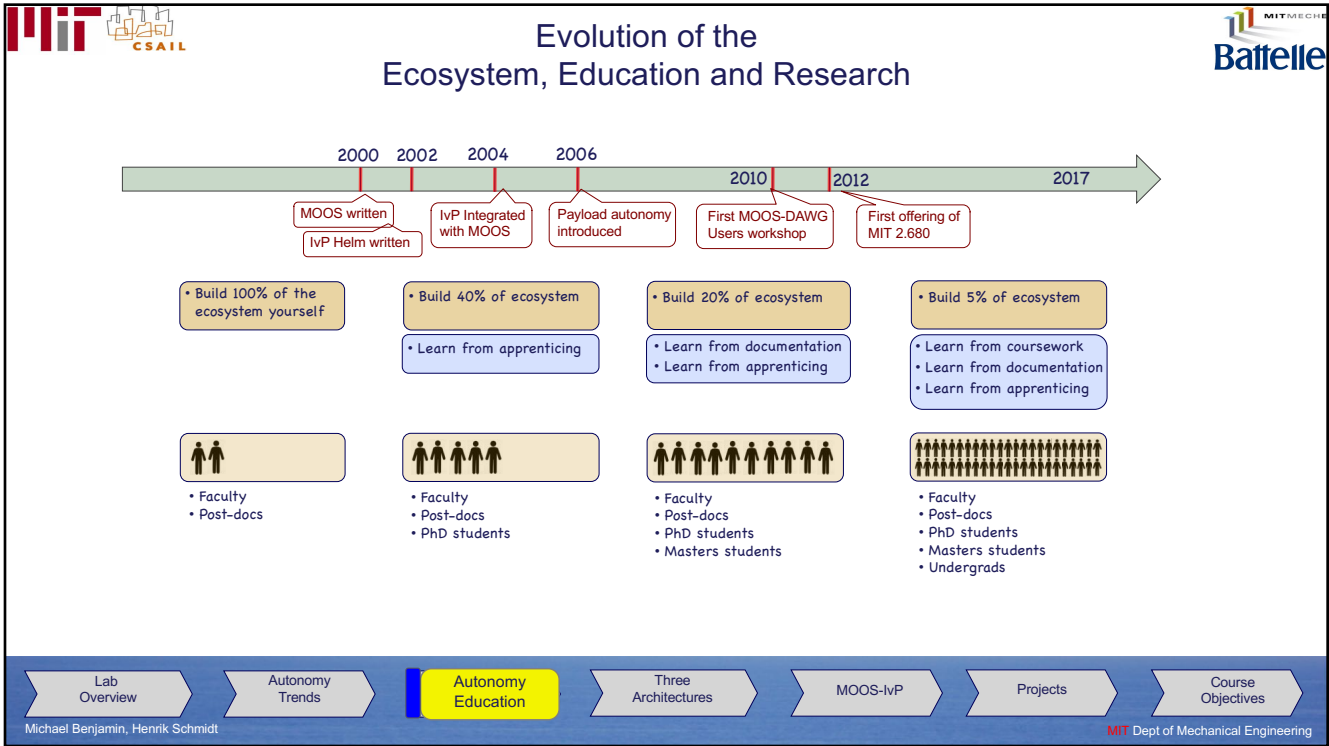 MIT
CSAIL
Evolution of the
Ecosystem, Education and Research
MITMECHE
Battelle
2000
2002
2004
2006
2010
2012
2017
MOOS written
IvP Helm written
IvP Integrated
with MOOS
Payload autonomy
introduced
First MOOS-DAWG
Users workshop
First offering of
MIT 2.680
• Build 100% of the
ecosystem yourself
• Build 40% of ecosystem
• Learn from apprenticing
• Build 20% of ecosystem
• Learn from documentation
• Learn from apprenticing
• Build 5% of ecosystem
• Learn from coursework
• Learn from documentation
• Learn from apprenticing
• Faculty
• Post-docs
• Faculty
• Post-docs
• PhD students
• Faculty
• Post-docs
• PhD students
• Masters students
• Faculty
• Post-docs
• PhD students
• Masters students
• Undergrads
Lab
Overview
Autonomy
Trends
Autonomy
Education
Three
Architectures
MOOS-IvP
Projects
Course
Objectives
Michael Benjamin, Henrik Schmidt
MIT Dept of Mechanical Engineering